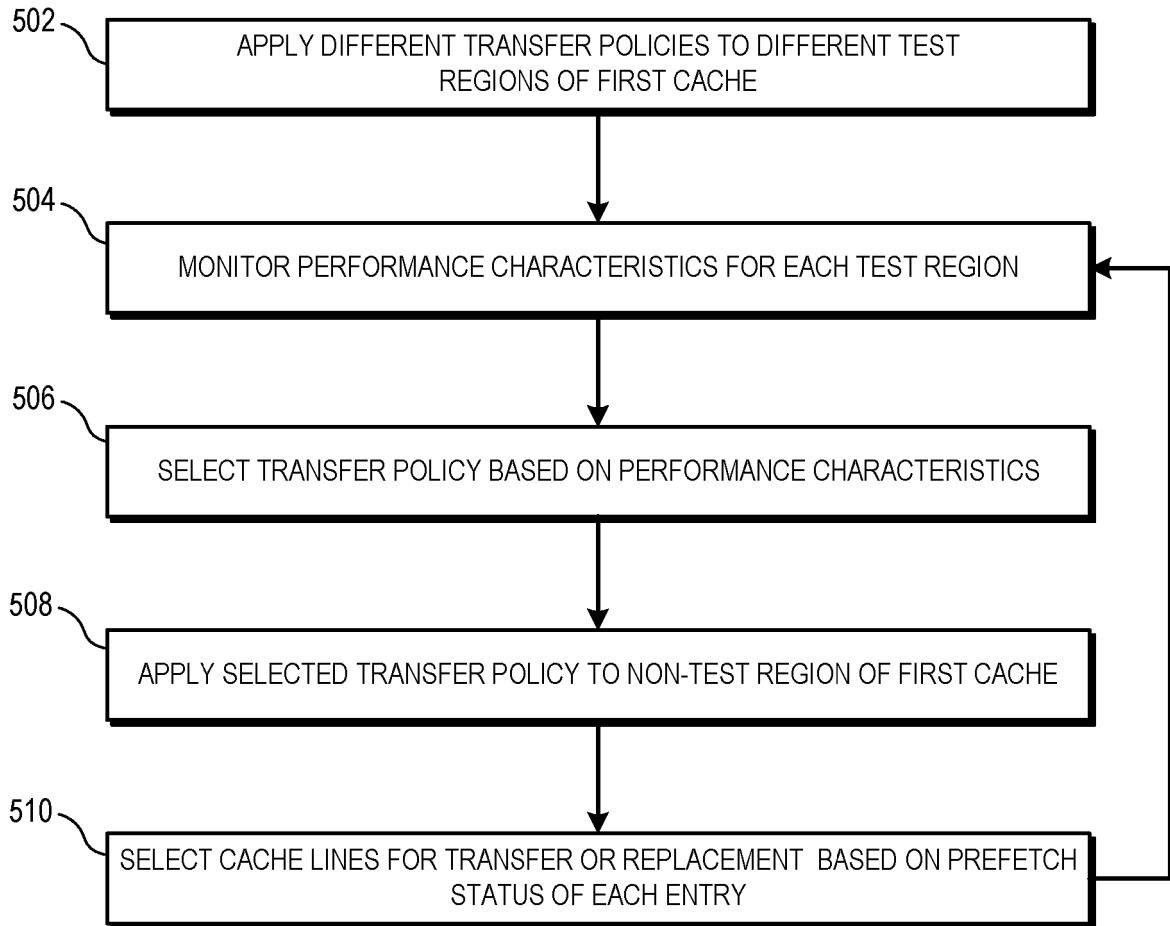 502
APPLY DIFFERENT TRANSFER POLICIES TO DIFFERENT TEST
REGIONS OF FIRST CACHE
504
MONITOR PERFORMANCE CHARACTERISTICS FOR EACH TEST REGION
506
SELECT TRANSFER POLICY BASED ON PERFORMANCE CHARACTERISTICS
508
APPLY SELECTED TRANSFER POLICY TO NON-TEST REGION OF FIRST CACHE
510
SELECT CACHE LINES FOR TRANSFER OR REPLACEMENT BASED ON PREFETCH
STATUS OF EACH ENTRY